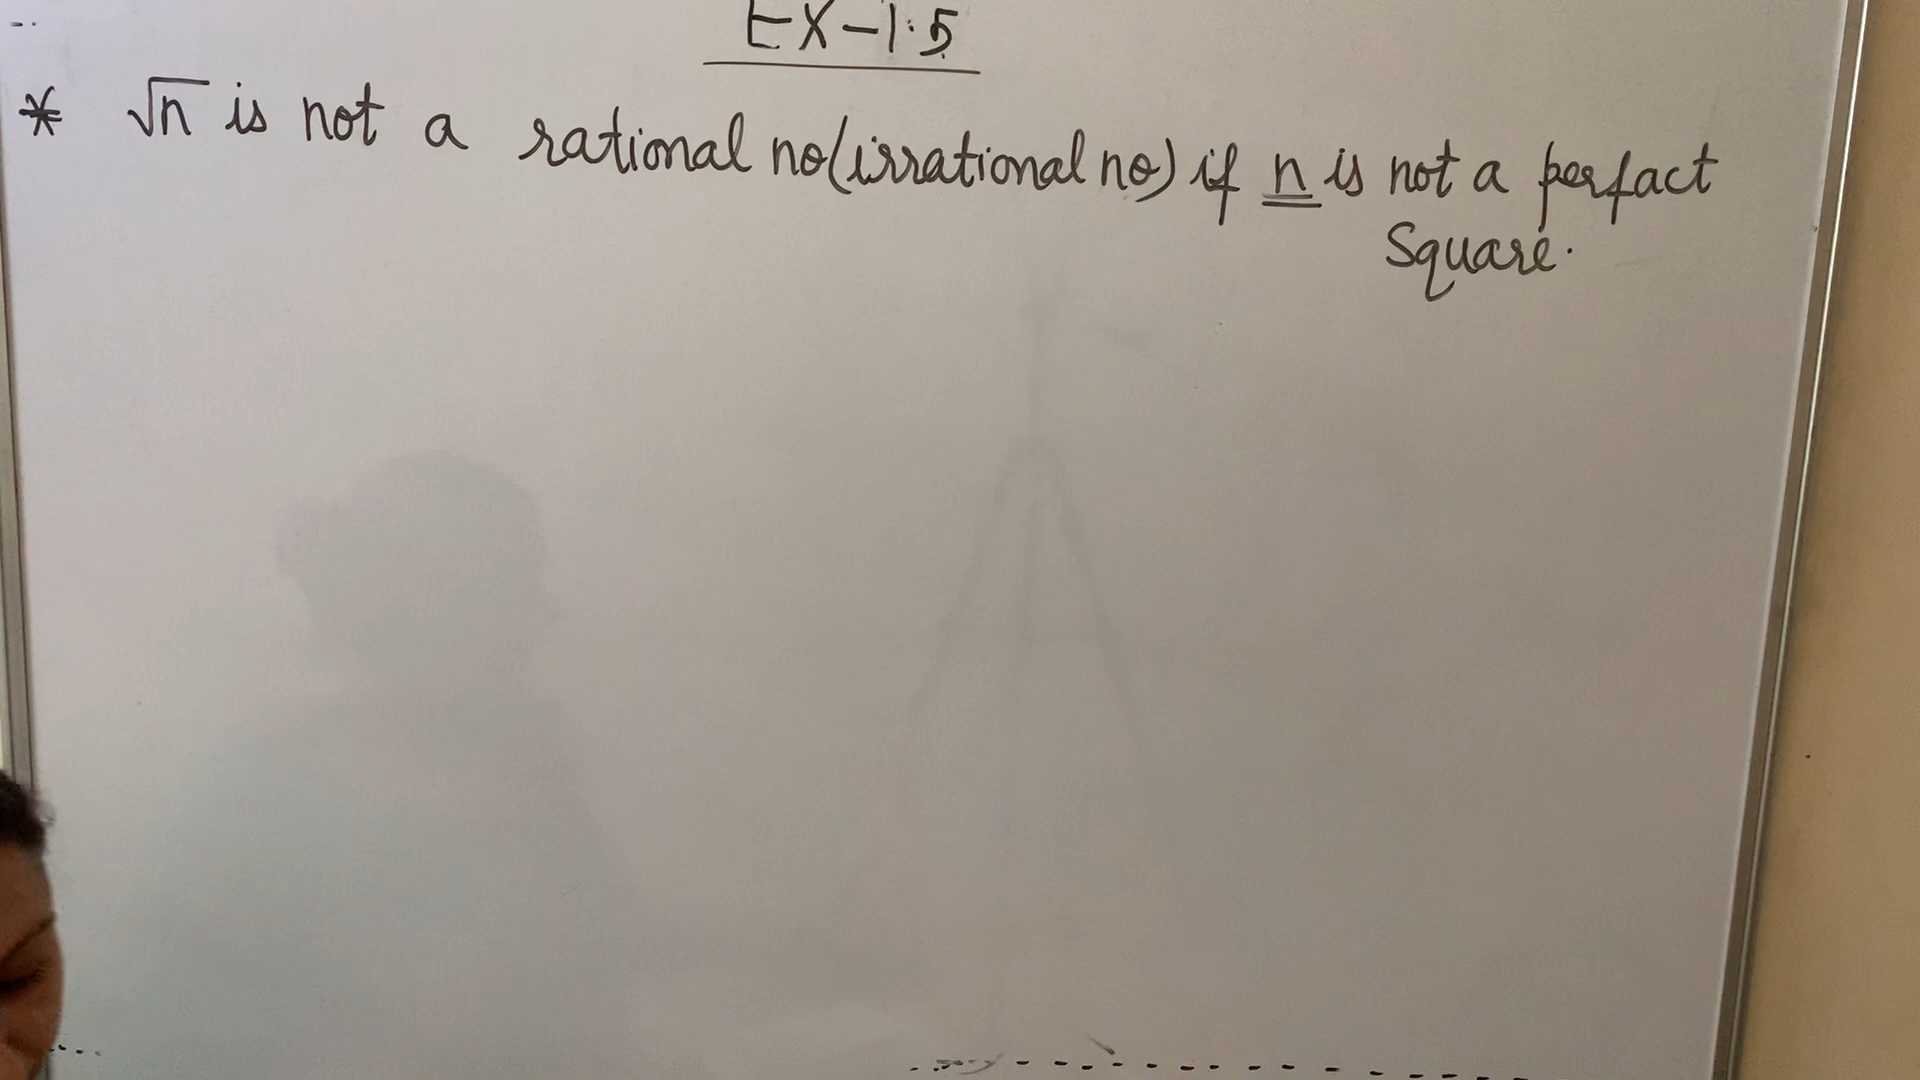 EX-1.5
* √n is not a rational no(irrational no) if n is not a perfact
Square.